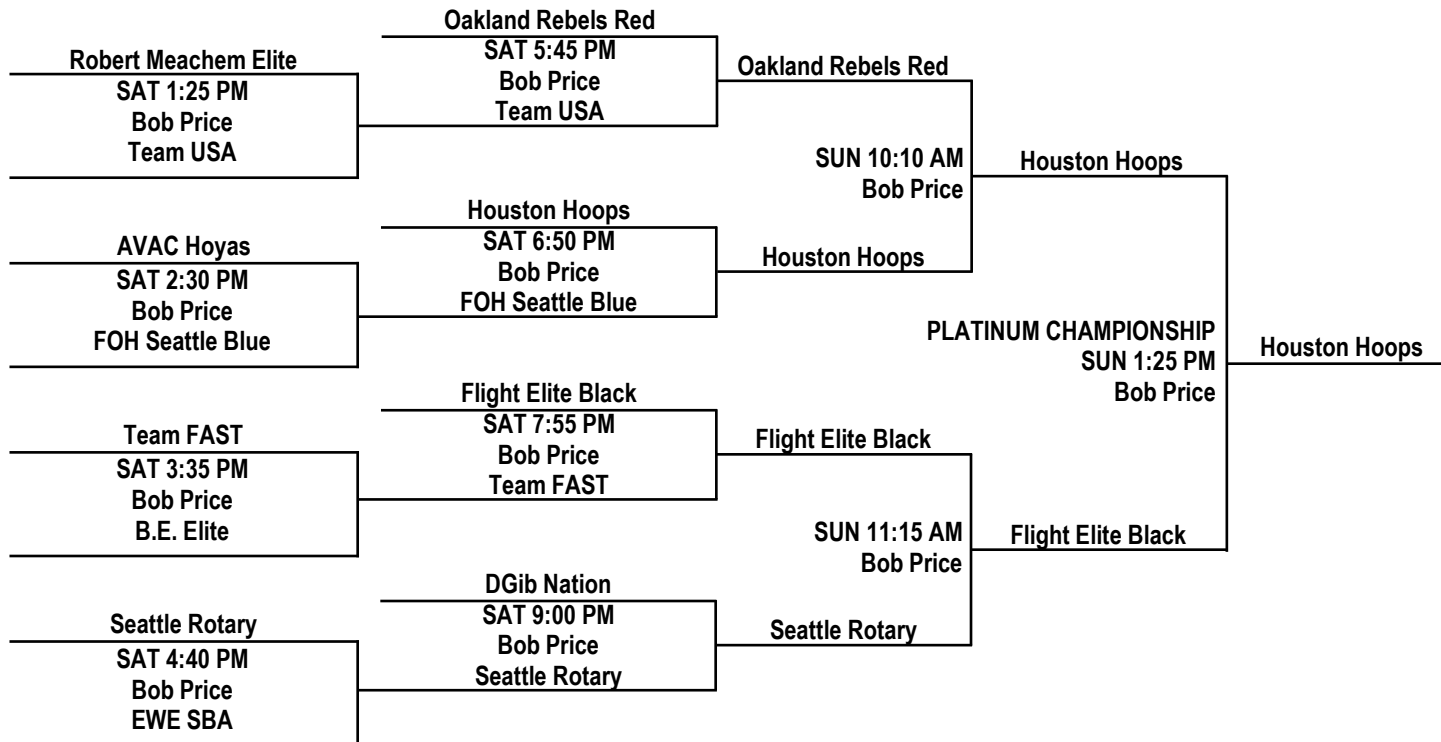 Robert Meachem Elite
SAT 1:25 PM
Bob Price
Team USA
AVAC Hoyas
SAT 2:30 PM
Bob Price
FOH Seattle Blue
Team FAST
SAT 3:35 PM
Bob Price
B.E. Elite
Seattle Rotary
SAT 4:40 PM
Bob Price
EWE SBA
Oakland Rebels Red
SAT 5:45 PM
Bob Price
Team USA
Houston Hoops
SAT 6:50 PM
Bob Price
FOH Seattle Blue
Flight Elite Black
SAT 7:55 PM
Bob Price
Team FAST
DGib Nation
SAT 9:00 PM
Bob Price
Seattle Rotary
Oakland Rebels Red
SUN 10:10 AM
Bob Price
Houston Hoops
Flight Elite Black
SUN 11:15 AM
Bob Price
Seattle Rotary
Houston Hoops
PLATINUM CHAMPIONSHIP
SUN 1:25 PM
Bob Price
Flight Elite Black
Houston Hoops